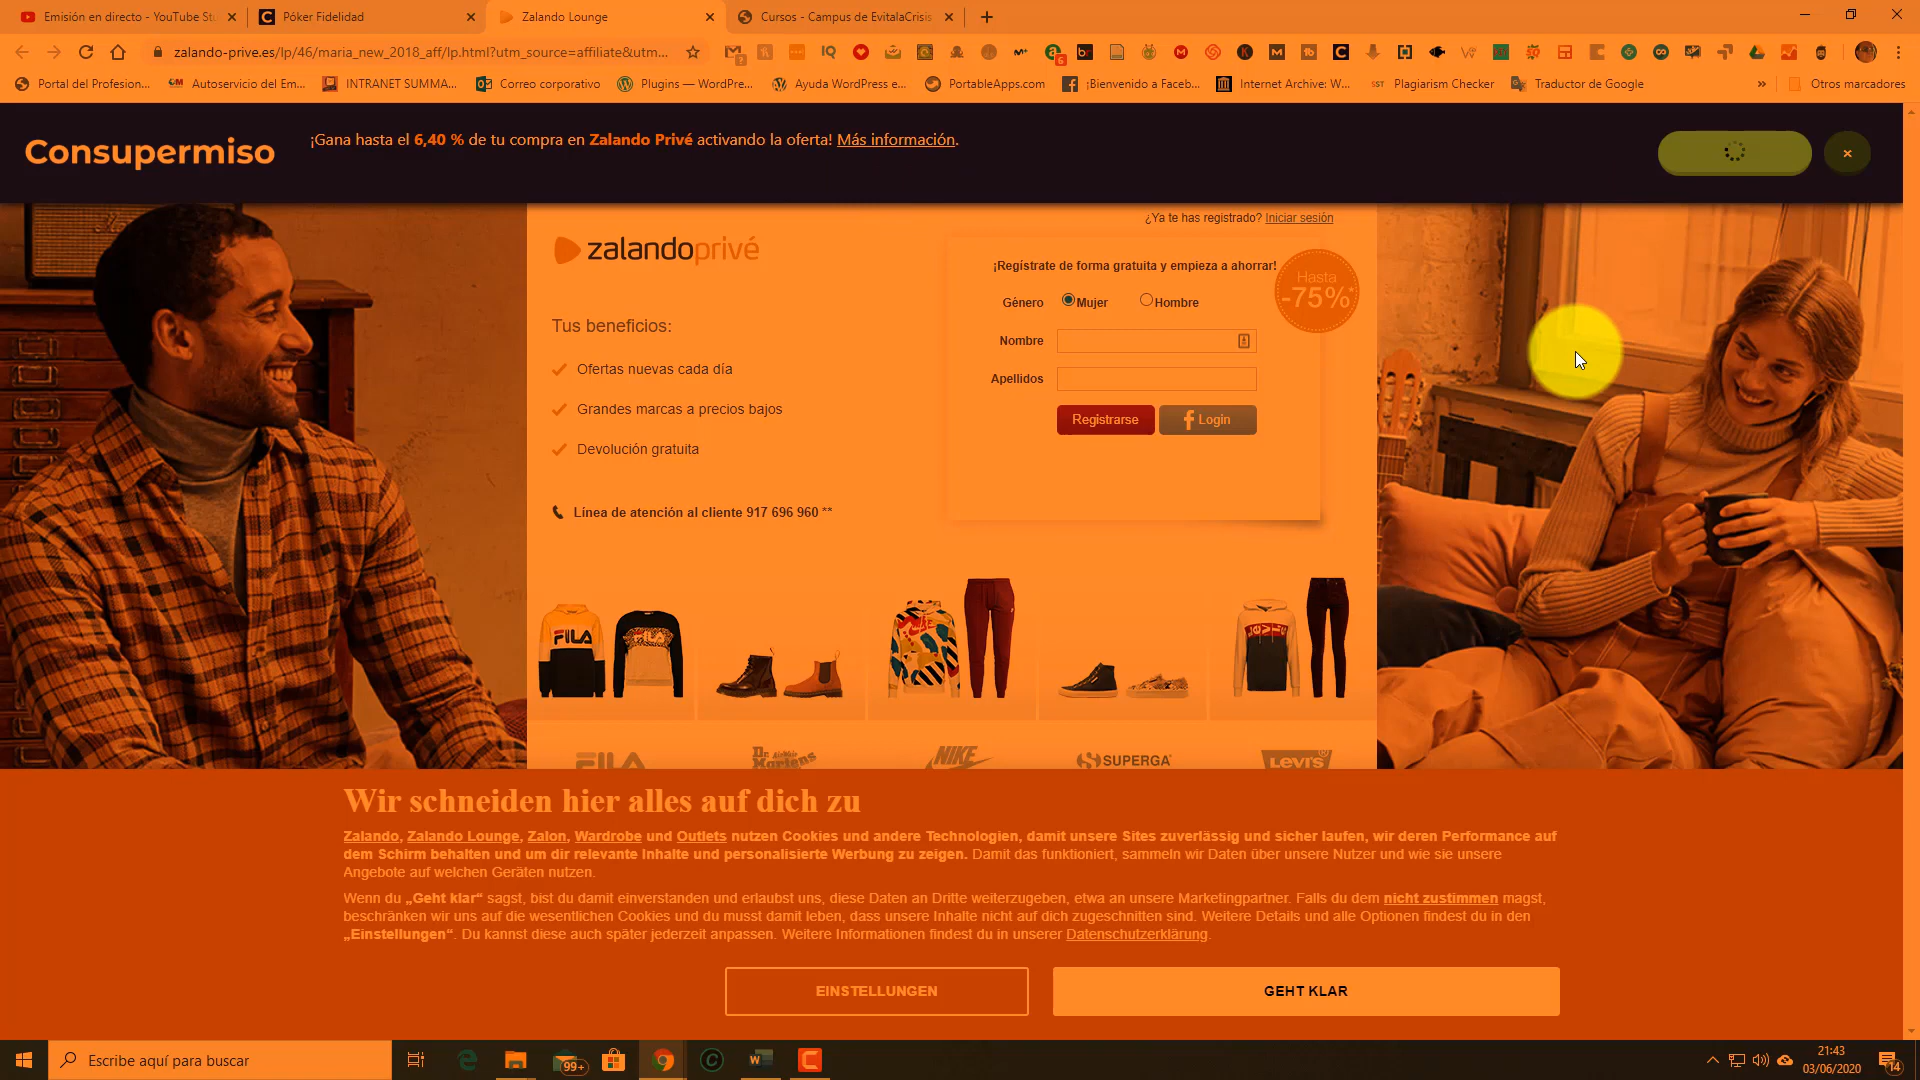 Emisión en directo - YouTube St
Póker Fidelidad
Zalando Lounge
Cursos - Campus de EvitalaCrisis
zalando-prive.es/lp/46/maria_new_2018_aff/lp.html?utm_source=affiliate&utm...
Portal del Profesion...
Autoservicio del Em...
INTRANET SUMMA...
Correo corporativo
Plugins — WordPre...
Ayuda WordPress e...
PortableApps.com
¡Bienvenido a Faceb...
Internet Archive: W...
SST Plagiarism Checker
Traductor de Google
»
Otros marcadores
Consupermiso
¡Gana hasta el 6,40 % de tu compra en Zalando Privé activando la oferta! Más información.
¿Ya te has registrado? Iniciar sesión
zalandoprivé
¡Regístrate de forma gratuita y empieza a ahorrar!
Hasta
-75%*
Género Mujer Hombre
Tus beneficios:
Nombre
Ofertas nuevas cada día
Apellidos
Grandes marcas a precios bajos
Registrarse
f Login
Devolución gratuita
Línea de atención al cliente 917 696 960 **
FILA
Levi's
FILA
Dr. Martens
NIKE
SUPERGA
LEVI'S
Wir schneiden hier alles auf dich zu
Zalando, Zalando Lounge, Zalon, Wardrobe und Outlets nutzen Cookies und andere Technologien, damit unsere Sites zuverlässig und sicher laufen, wir deren Performance auf
dem Schirm behalten und um dir relevante Inhalte und personalisierte Werbung zu zeigen. Damit das funktioniert, sammeln wir Daten über unsere Nutzer und wie sie unsere
Angebote auf welchen Geräten nutzen.
Wenn du „Geht klar“ sagst, bist du damit einverstanden und erlaubst uns, diese Daten an Dritte weiterzugeben, etwa an unsere Marketingpartner. Falls du dem nicht zustimmen magst,
beschränken wir uns auf die wesentlichen Cookies und du musst damit leben, dass unsere Inhalte nicht auf dich zugeschnitten sind. Weitere Details und alle Optionen findest du in den
„Einstellungen“. Du kannst diese auch später jederzeit anpassen. Weitere Informationen findest du in unserer Datenschutzerklärung.
EINSTELLUNGEN
GEHT KLAR
Escribe aquí para buscar
99+
21:43
03/06/2020
14